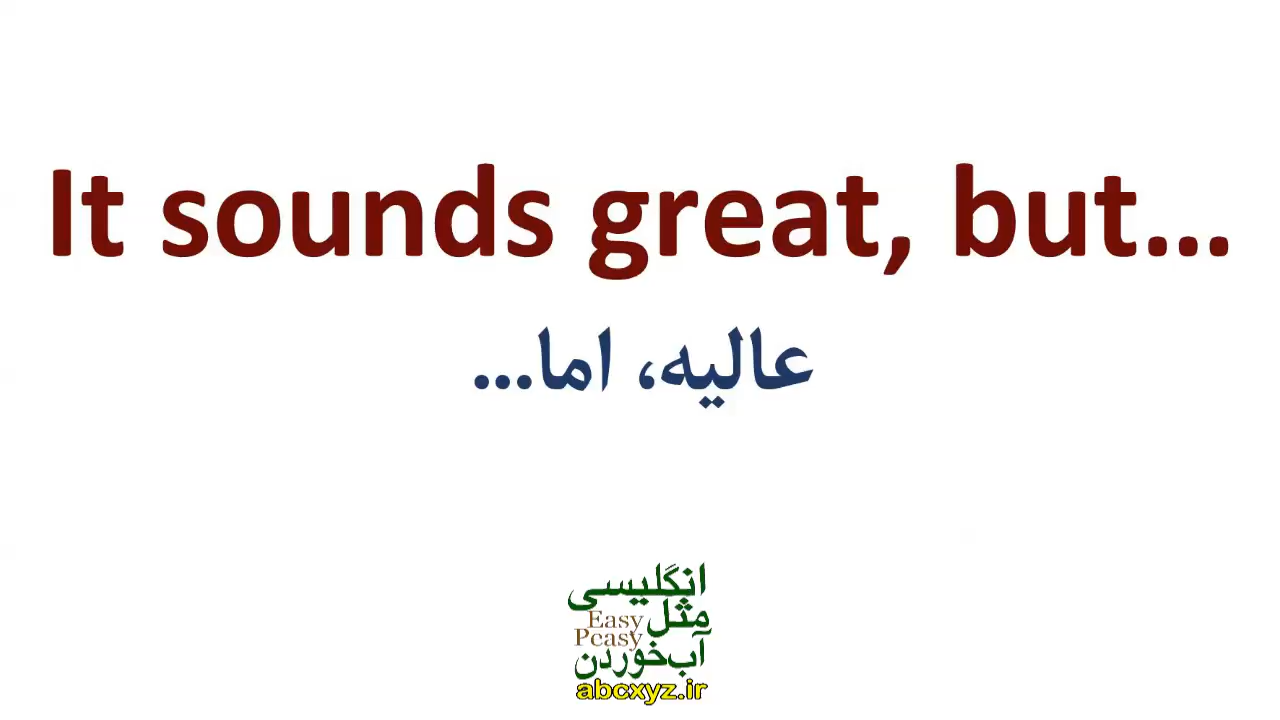 It sounds great, but...
عالیه، اما...
انگلیسی
مثل
Easy
Peasy
آب‌خوردن
abcxyz.ir